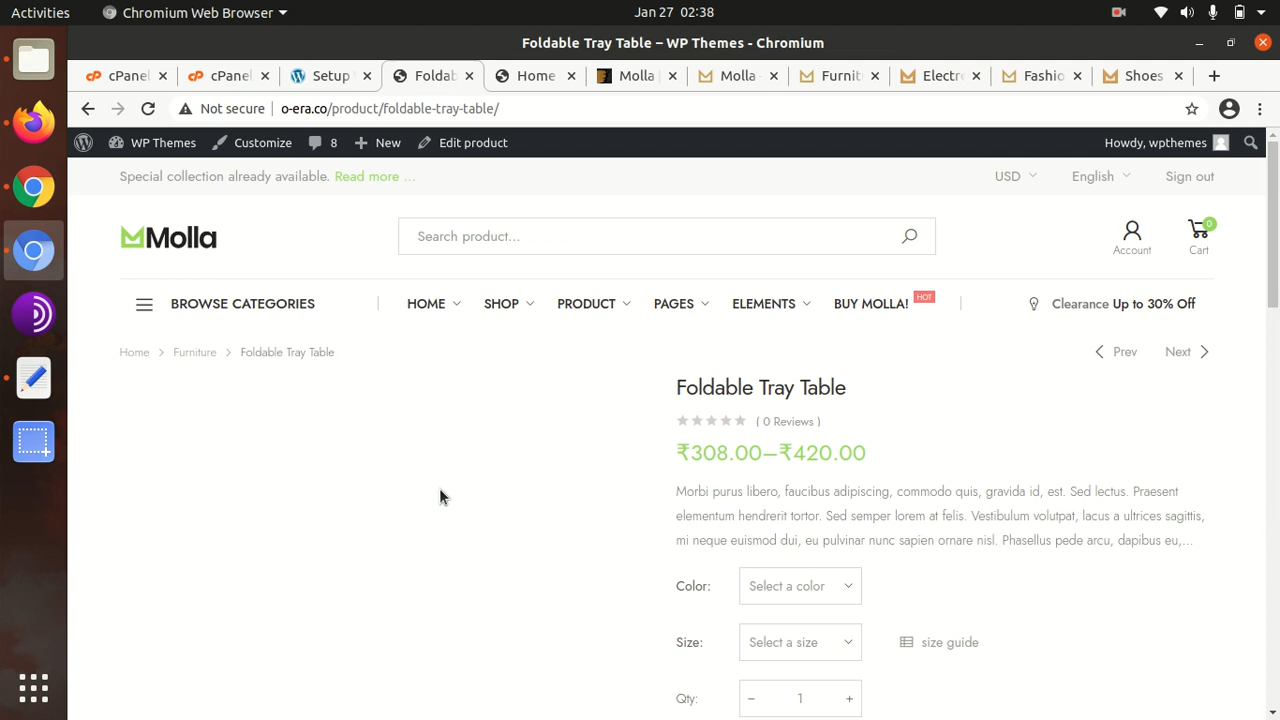 Activities Chromium Web Browser Jan 27 02:38
Foldable Tray Table – WP Themes - Chromium
cPanel cPanel Setup Foldab Home Molla Molla - Furnit Electr Fashio Shoes
Not secure o-era.co/product/foldable-tray-table/
WP Themes Customize 8 New Edit product Howdy, wpthemes
Special collection already available. Read more ... USD English Sign out
Molla Search product... Account 0 Cart
BROWSE CATEGORIES HOME SHOP PRODUCT PAGES ELEMENTS BUY MOLLA! HOT Clearance Up to 30% Off
Home Furniture Foldable Tray Table Prev Next
Foldable Tray Table
( 0 Reviews )
₹308.00–₹420.00
Morbi purus libero, faucibus adipiscing, commodo quis, gravida id, est. Sed lectus. Praesent
elementum hendrerit tortor. Sed semper lorem at felis. Vestibulum volutpat, lacus a ultrices sagittis,
mi neque euismod dui, eu pulvinar nunc sapien ornare nisl. Phasellus pede arcu, dapibus eu,...
Color: Select a color
Size: Select a size size guide
Qty: − 1 +